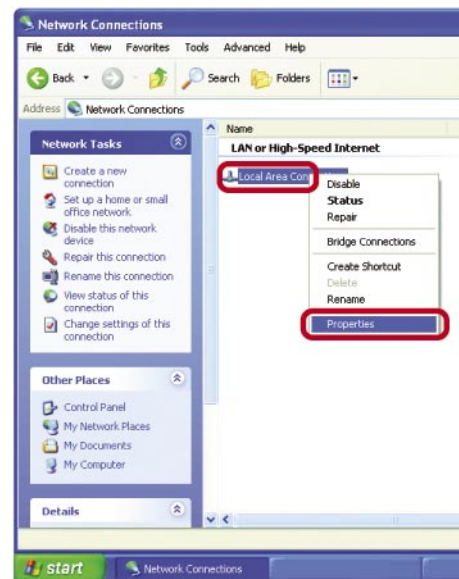 Network Connections
File Edit View Favorites Tools Advanced Help
Back Search Folders
Address Network Connections
Network Tasks
Create a new
connection
Set up a home or small
office network
Disable this network
device
Repair this connection
Rename this connection
View status of this
connection
Change settings of this
connection
Other Places
Control Panel
My Network Places
My Documents
My Computer
Details
Name
LAN or High-Speed Internet
Local Area Con
Disable
Status
Repair
Bridge Connections
Create Shortcut
Delete
Rename
Properties
start Network Connections